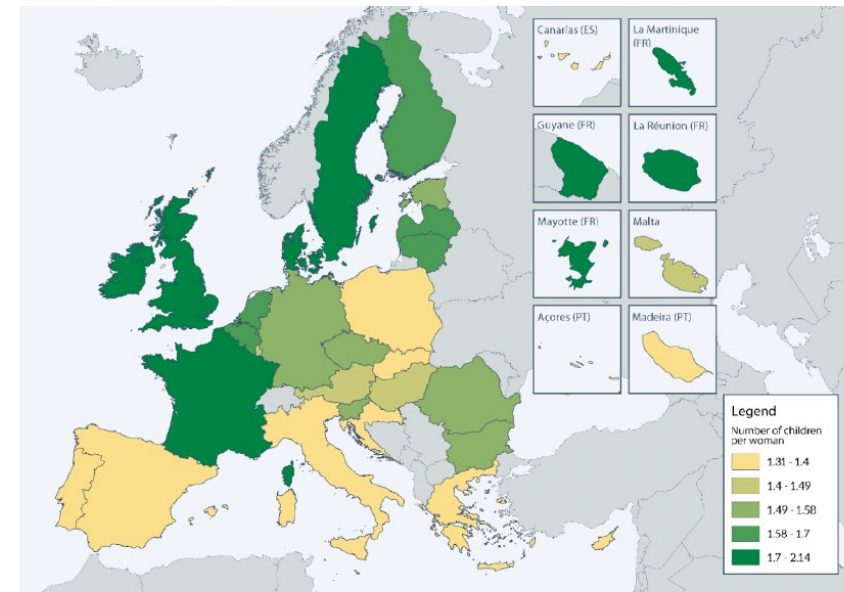 Canarias (ES)
La Martinique
(FR)
Guyane (FR)
La Réunion (FR)
Mayotte (FR)
Malta
Açores (PT)
Madeira (PT)
Legend
Number of children
per woman
1.31 - 1.4
1.4 - 1.49
1.49 - 1.58
1.58 - 1.7
1.7 - 2.14